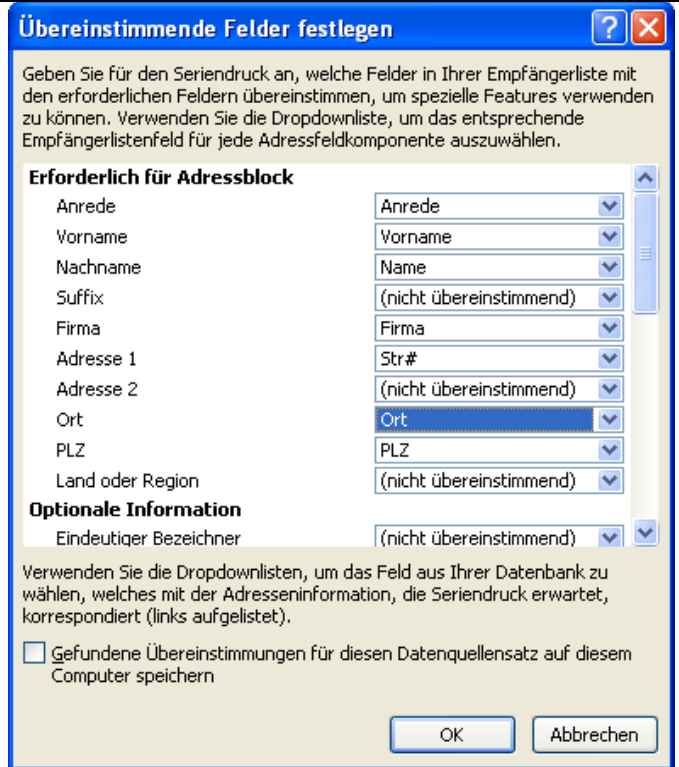 Übereinstimmende Felder festlegen
Geben Sie für den Seriendruck an, welche Felder in Ihrer Empfängerliste mit
den erforderlichen Feldern übereinstimmen, um spezielle Features verwenden
zu können. Verwenden Sie die Dropdownliste, um das entsprechende
Empfängerlistenfeld für jede Adressfeldkomponente auszuwählen.
Erforderlich für Adressblock
Anrede Anrede
Vorname Vorname
Nachname Name
Suffix (nicht übereinstimmend)
Firma Firma
Adresse 1 Str#
Adresse 2 (nicht übereinstimmend)
Ort Ort
PLZ PLZ
Land oder Region (nicht übereinstimmend)
Optionale Information
Eindeutiger Bezeichner (nicht übereinstimmend)
Verwenden Sie die Dropdownlisten, um das Feld aus Ihrer Datenbank zu
wählen, welches mit der Adresseninformation, die Seriendruck erwartet,
korrespondiert (links aufgelistet).
Gefundene Übereinstimmungen für diesen Datenquellensatz auf diesem
Computer speichern
OK Abbrechen